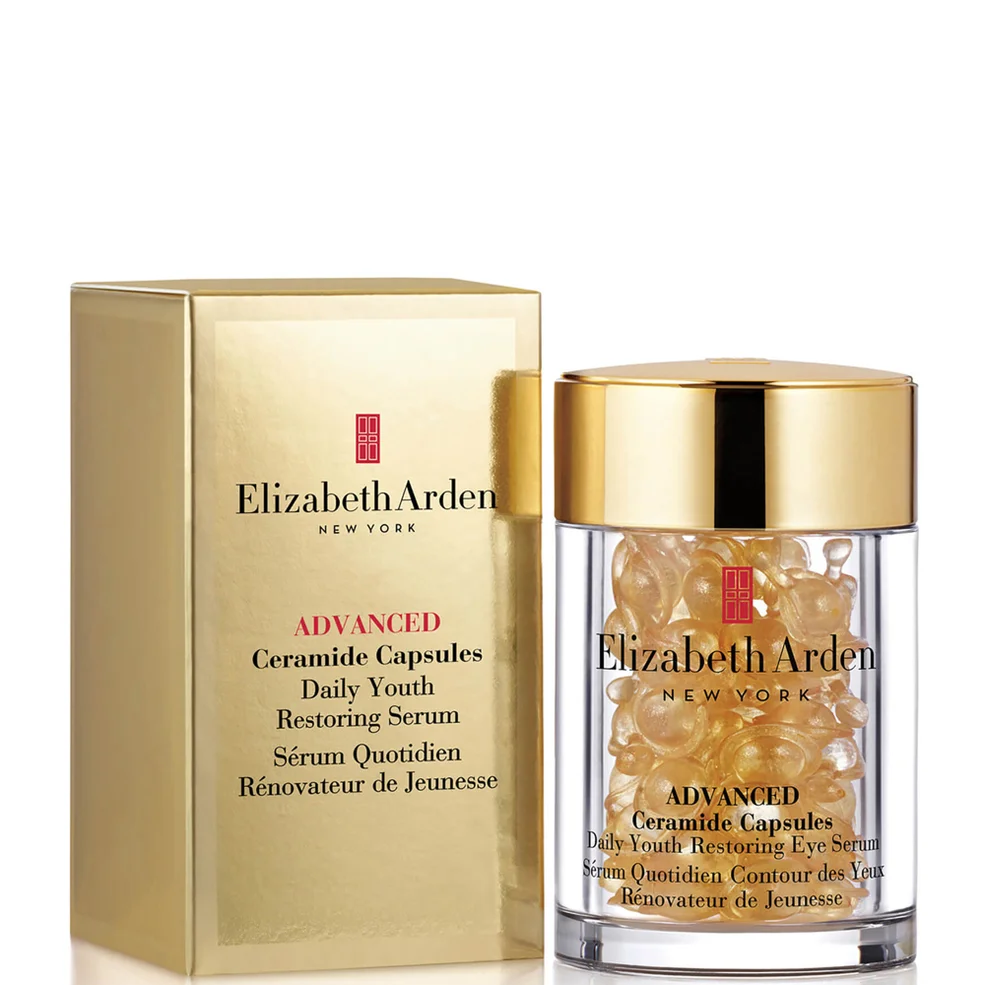 Elizabeth Arden
NEW YORK
ADVANCED
Ceramide Capsules
Daily Youth
Restoring Serum
Sérum Quotidien
Rénovateur de Jeunesse
Elizabeth Arden
NEW YORK
ADVANCED
Ceramide Capsules
Daily Youth Restoring Eye Serum
Sérum Quotidien Contour des Yeux
Rénovateur de Jeunesse